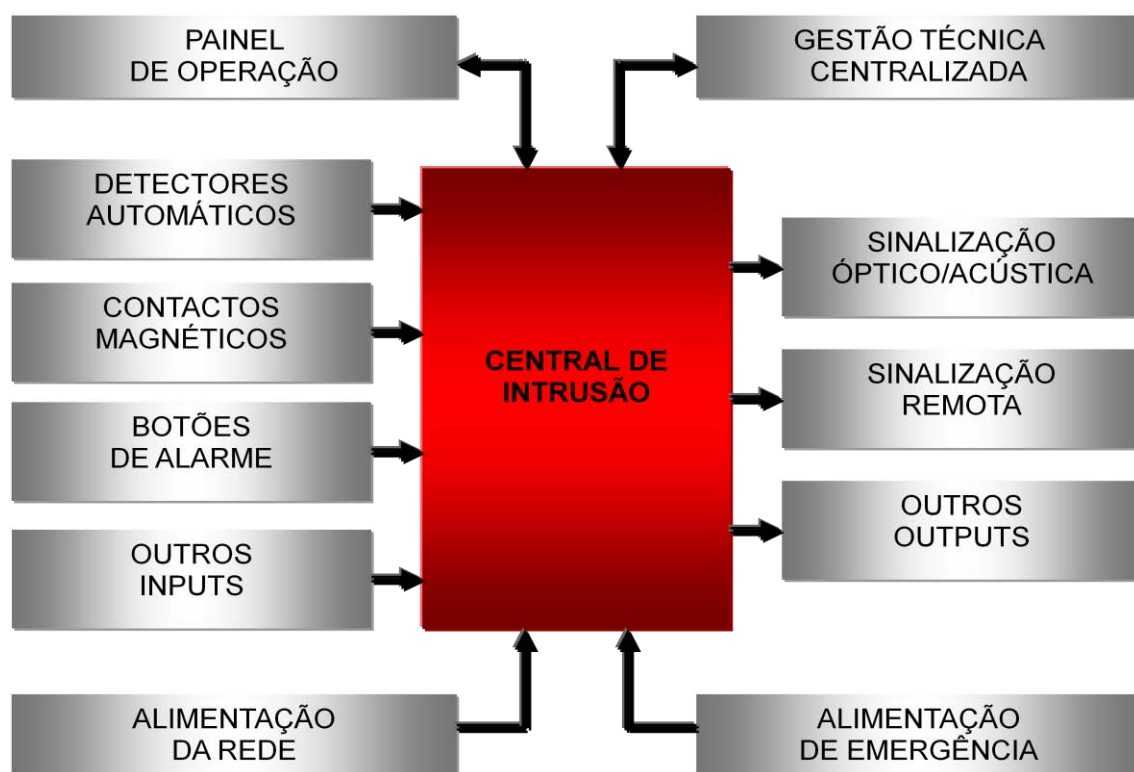 PAINEL
DE OPERAÇÃO
GESTÃO TÉCNICA
CENTRALIZADA
DETECTORES
AUTOMÁTICOS
CONTACTOS
MAGNÉTICOS
BOTÕES
DE ALARME
OUTROS
INPUTS
CENTRAL DE
INTRUSÃO
SINALIZAÇÃO
ÓPTICO/ACÚSTICA
SINALIZAÇÃO
REMOTA
OUTROS
OUTPUTS
ALIMENTAÇÃO
DA REDE
ALIMENTAÇÃO
DE EMERGÊNCIA